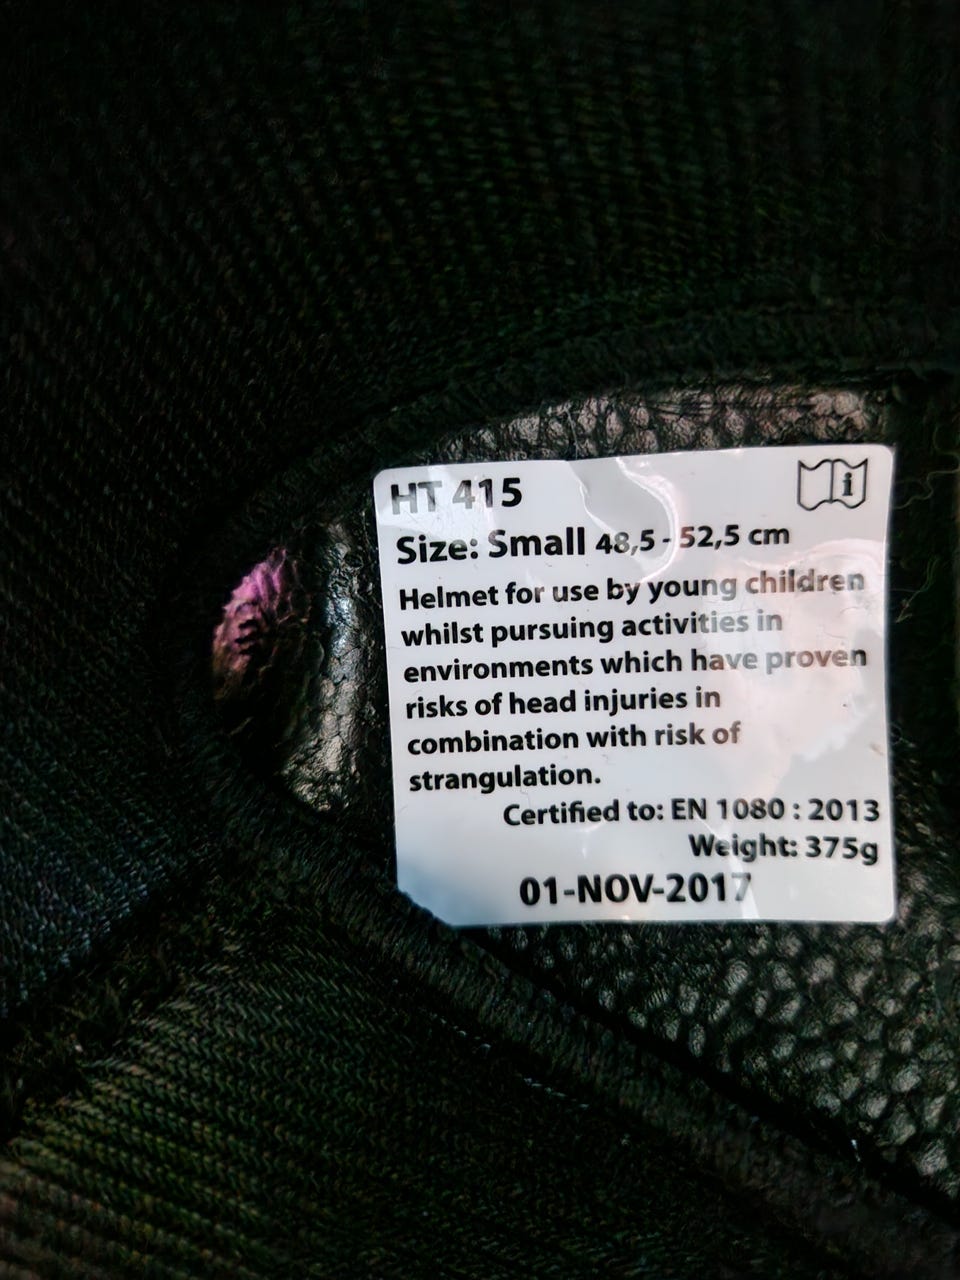 HT 415
i
Size: Small 48,5 - 52,5 cm
Helmet for use by young children
whilst pursuing activities in
environments which have proven
risks of head injuries in
combination with risk of
strangulation.
Certified to: EN 1080 : 2013
Weight: 375g
01-NOV-2017